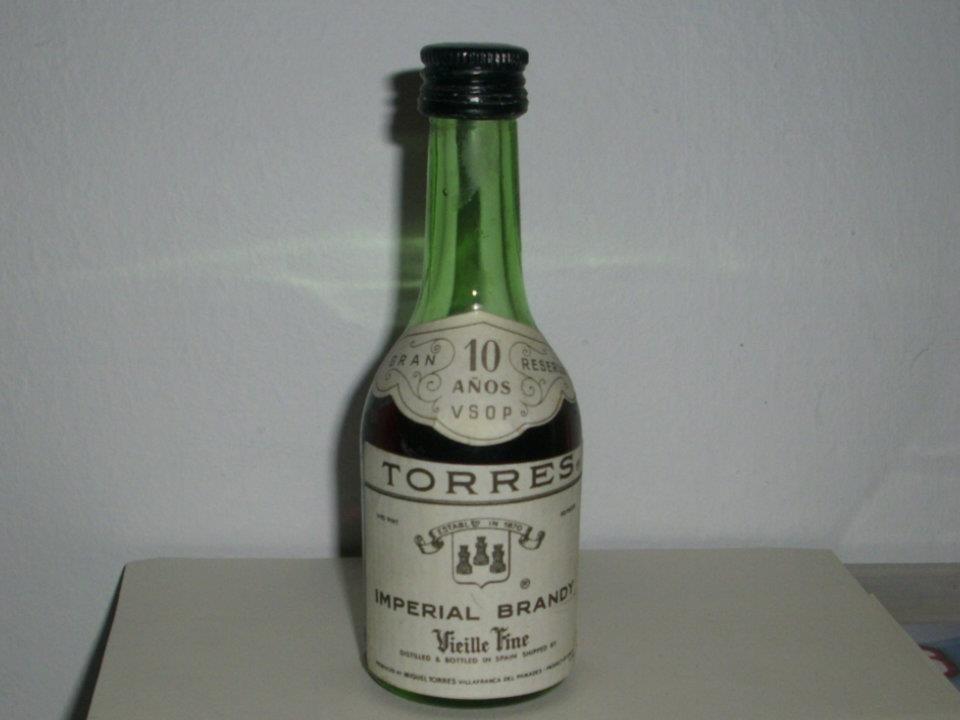 GRAN 10 RESER
AÑOS
VSOP
TORRES
ESTABLD IN 1870
®
IMPERIAL BRANDY
Vieille Fine
DISTILLED & BOTTLED IN SPAIN SHIPPED BY
MIGUEL TORRES VILLAFRANCA DEL PANADES